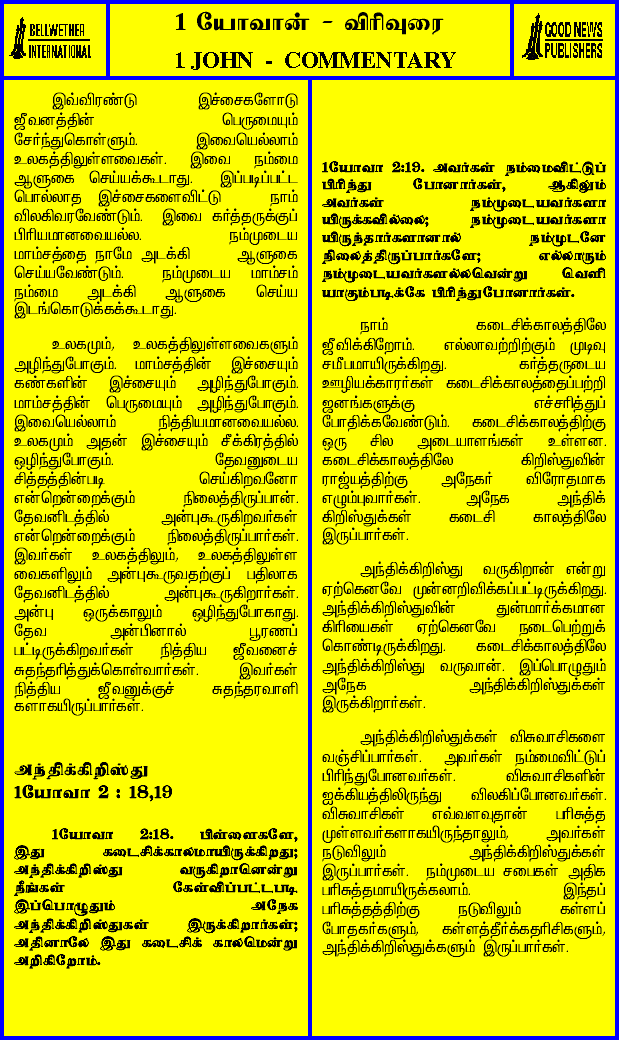 BELLWETHER
INTERNATIONAL
1 யோவான் - விரிவுரை
1 JOHN - COMMENTARY
GOOD NEWS
PUBLISHERS
இவ்விரண்டு இச்சைகளோடு
ஜீவனத்தின் பெருமையும்
சேர்ந்துகொள்ளும். இவையெல்லாம்
உலகத்திலுள்ளவைகள். இவை நம்மை
ஆளுகை செய்யக்கூடாது. இப்படிப்பட்ட
பொல்லாத இச்சைகளைவிட்டு நாம்
விலகிவரவேண்டும். இவை கர்த்தருக்குப்
பிரியமானவையல்ல. நம்முடைய
மாம்சத்தை நாமே அடக்கி ஆளுகை
செய்யவேண்டும். நம்முடைய மாம்சம்
நம்மை அடக்கி ஆளுகை செய்ய
இடங்கொடுக்கக்கூடாது.
உலகமும், உலகத்திலுள்ளவைகளும்
அழிந்துபோகும். மாம்சத்தின் இச்சையும்
கண்களின் இச்சையும் அழிந்துபோகும்.
மாம்சத்தின் பெருமையும் அழிந்துபோகும்.
இவையெல்லாம் நித்தியமானவையல்ல.
உலகமும் அதன் இச்சையும் சீக்கிரத்தில்
ஒழிந்துபோகும். தேவனுடைய
சித்தத்தின்படி செய்கிறவனோ
என்றென்றைக்கும் நிலைத்திருப்பான்.
தேவனிடத்தில் அன்புகூருகிறவர்கள்
என்றென்றைக்கும் நிலைத்திருப்பார்கள்.
இவர்கள் உலகத்திலும், உலகத்திலுள்ள
வைகளிலும் அன்புகூருவதற்குப் பதிலாக
தேவனிடத்தில் அன்புகூருகிறார்கள்.
அன்பு ஒருக்காலும் ஒழிந்துபோகாது.
தேவ அன்பினால் பூரணப்
பட்டிருக்கிறவர்கள் நித்திய ஜீவனைச்
சுதந்தரித்துக்கொள்வார்கள். இவர்கள்
நித்திய ஜீவனுக்குச் சுதந்தரவாளி
களாகயிருப்பார்கள்.
அந்திக்கிறிஸ்து
1யோவா 2 : 18,19
1யோவா 2:18. பிள்ளைகளே,
இது கடைசிக்காலமாயிருக்கிறது;
அந்திக்கிறிஸ்து வருகிறானென்று
நீங்கள் கேள்விப்பட்டபடி
இப்பொழுதும் அநேக
அந்திக்கிறிஸ்துகள் இருக்கிறார்கள்;
அதினாலே இது கடைசிக் காலமென்று
அறிகிறோம்.
1யோவா 2:19. அவர்கள் நம்மைவிட்டுப்
பிரிந்து போனார்கள், ஆகிலும்
அவர்கள் நம்முடையவர்களா
யிருக்கவில்லை; நம்முடையவர்களா
யிருந்தார்களானால் நம்முடனே
நிலைத்திருப்பார்களே; எல்லாரும்
நம்முடையவர்களல்லவென்று வெளி
யாகும்படிக்கே பிரிந்துபோனார்கள்.
நாம் கடைசிக்காலத்திலே
ஜீவிக்கிறோம். எல்லாவற்றிற்கும் முடிவு
சமீபமாயிருக்கிறது. கர்த்தருடைய
ஊழியக்காரர்கள் கடைசிக்காலத்தைப்பற்றி
ஜனங்களுக்கு எச்சரித்துப்
போதிக்கவேண்டும். கடைசிக்காலத்திற்கு
ஒரு சில அடையாளங்கள் உள்ளன.
கடைசிக்காலத்திலே கிறிஸ்துவின்
ராஜ்யத்திற்கு அநேகர் விரோதமாக
எழும்புவார்கள். அநேக அந்திக்
கிறிஸ்துக்கள் கடைசி காலத்திலே
இருப்பார்கள்.
அந்திக்கிறிஸ்து வருகிறான் என்று
ஏற்கெனவே முன்னறிவிக்கப்பட்டிருக்கிறது.
அந்திக்கிறிஸ்துவின் துன்மார்க்கமான
கிரியைகள் ஏற்கெனவே நடைபெற்றுக்
கொண்டிருக்கிறது. கடைசிக்காலத்திலே
அந்திக்கிறிஸ்து வருவான். இப்பொழுதும்
அநேக அந்திக்கிறிஸ்துக்கள்
இருக்கிறார்கள்.
அந்திக்கிறிஸ்துக்கள் விசுவாசிகளை
வஞ்சிப்பார்கள். அவர்கள் நம்மைவிட்டுப்
பிரிந்துபோனவர்கள். விசுவாசிகளின்
ஐக்கியத்திலிருந்து விலகிப்போனவர்கள்.
விசுவாசிகள் எவ்வளவுதான் பரிசுத்த
முள்ளவர்களாகயிருந்தாலும், அவர்கள்
நடுவிலும் அந்திக்கிறிஸ்துக்கள்
இருப்பார்கள். நம்முடைய சபைகள் அதிக
பரிசுத்தமாயிருக்கலாம். இந்தப்
பரிசுத்தத்திற்கு நடுவிலும் கள்ளப்
போதகர்களும், கள்ளத்தீர்க்கதரிசிகளும்,
அந்திக்கிறிஸ்துக்களும் இருப்பார்கள்.